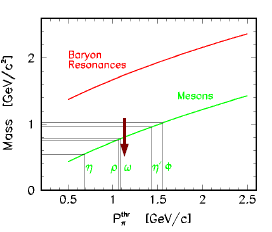 Mass [GeV/c²]
2
1
0
Baryon
Resonances
Mesons
η ρ ω η' ϕ
0.5 1.0 1.5 2.0 2.5
P_π^thr [GeV/c]